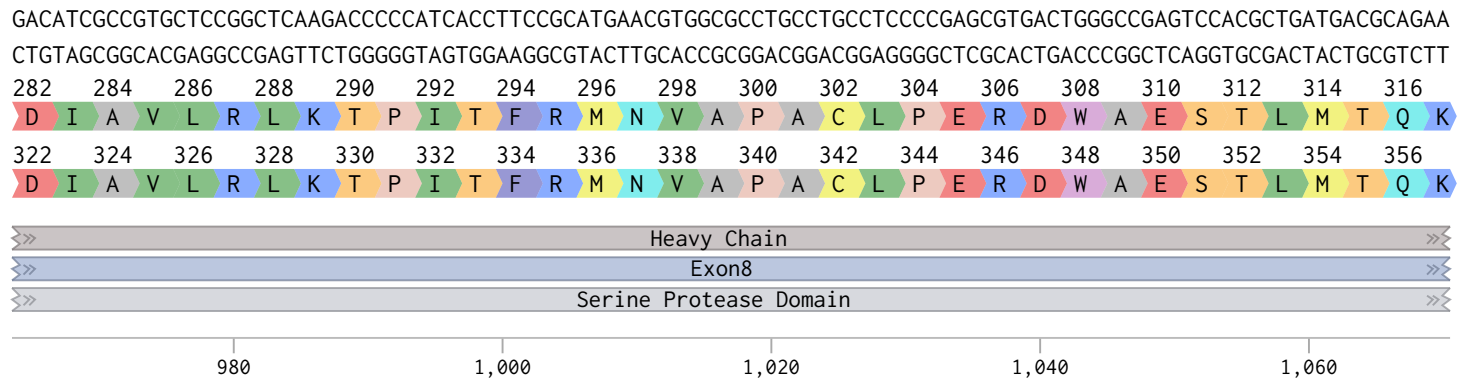 GACATCGCCGTGCTCCGGCTCAAGACCCCCATCACCTTCCGCATGAACGTGGCGCCTGCCTGCCTCCCCGAGCGTGACTGGGCCGAGTCCACGCTGATGACGCAGAA
CTGTAGCGGCACGAGGCCGAGTTCTGGGGGTAGTGGAAGGCGTACTTGCACCGCGGACGGACGGAGGGGCTCGCACTGACCCGGCTCAGGTGCGACTACTGCGTCTT
282 284 286 288 290 292 294 296 298 300 302 304 306 308 310 312 314 316
D I A V L R L K T P I T F R M N V A P A C L P E R D W A E S T L M T Q K
322 324 326 328 330 332 334 336 338 340 342 344 346 348 350 352 354 356
D I A V L R L K T P I T F R M N V A P A C L P E R D W A E S T L M T Q K
Heavy Chain
Exon8
Serine Protease Domain
980 1,000 1,020 1,040 1,060